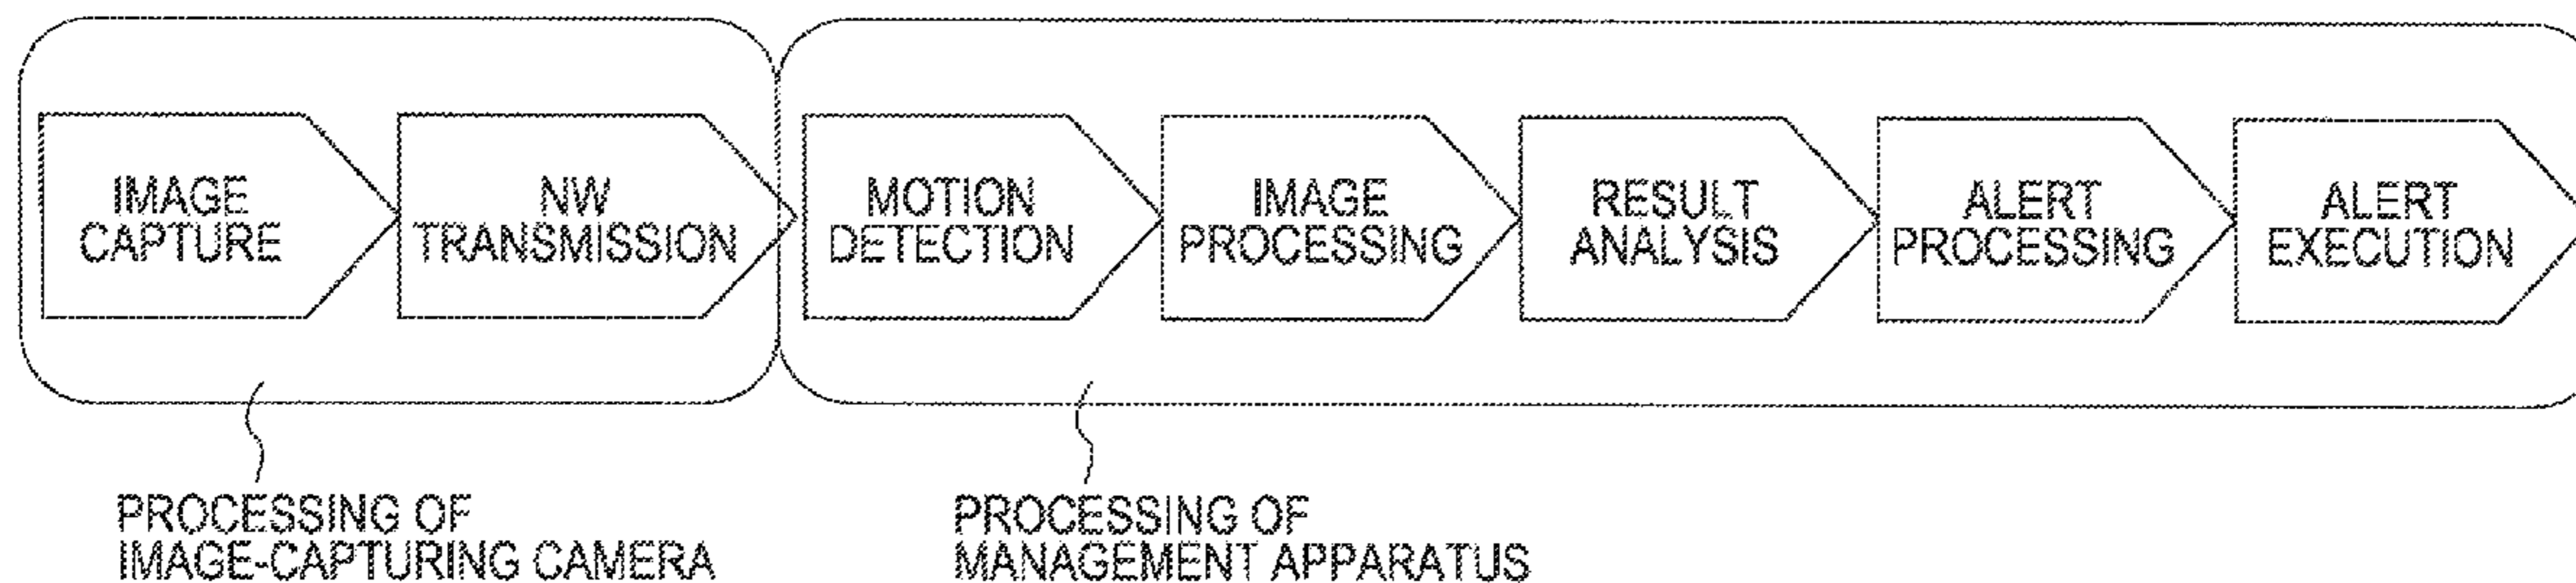 IMAGE
CAPTURE
NW
TRANSMISSION
MOTION
DETECTION
IMAGE
PROCESSING
RESULT
ANALYSIS
ALERT
PROCESSING
ALERT
EXECUTION
PROCESSING OF
IMAGE-CAPTURING CAMERA
PROCESSING OF
MANAGEMENT APPARATUS